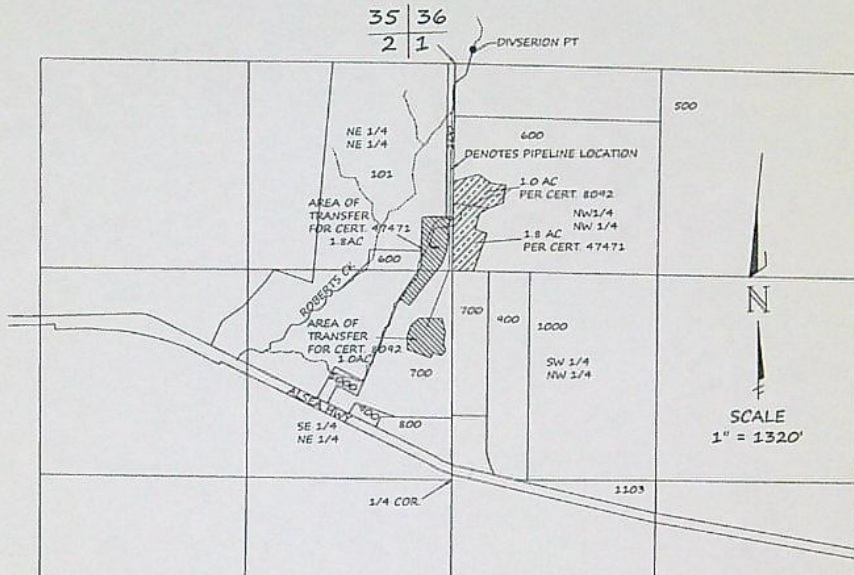 35 36
2 1
DIVSERION PT
500
NE 1/4
NE 1/4
101
600
DENOTES PIPELINE LOCATION
1.0 AC
PER CERT. 8092
NW1/4
NW 1/4
1.8 AC
PER CERT. 47471
AREA OF
TRANSFER
FOR CERT. 47471
1.8AC
600
ROBERTS CK
N
AREA OF
TRANSFER
FOR CERT. 8092
1.0AC
700
700
900
1000
SW 1/4
NW 1/4
ALSEA HWY
900
800
SE 1/4
NE 1/4
SCALE
1" = 1320'
1/4 COR
1103